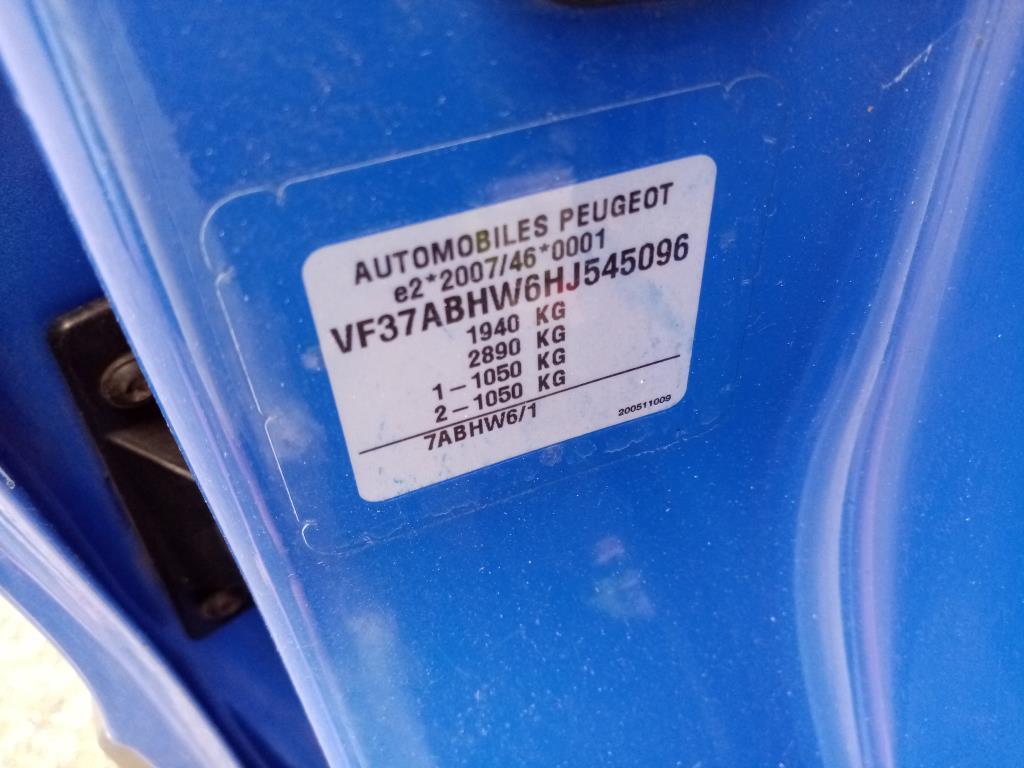 AUTOMOBILES PEUGEOT
e2*2007/46*0001
VF37ABHW6HJ545096
1940 KG
2890 KG
1-1050 KG
2-1050 KG
7ABHW6/1
200511009